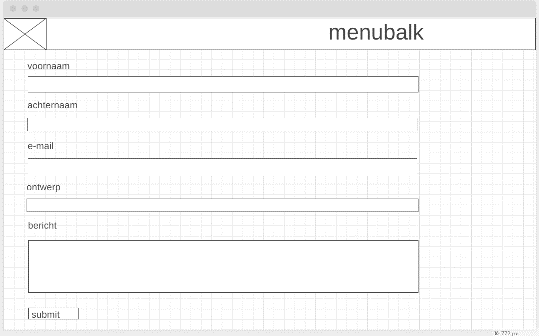 menubalk
voornaam
achternaam
e-mail
ontwerp
bericht
submit